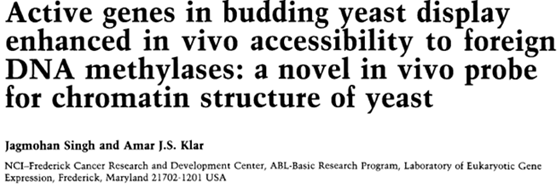 Active genes in budding yeast display
enhanced in vivo accessibility to foreign
DNA methylases: a novel in vivo probe
for chromatin structure of yeast
Jagmohan Singh and Amar J.S. Klar
NCI–Frederick Cancer Research and Development Center, ABL-Basic Research Program, Laboratory of Eukaryotic Gene
Expression, Frederick, Maryland 21702-1201 USA